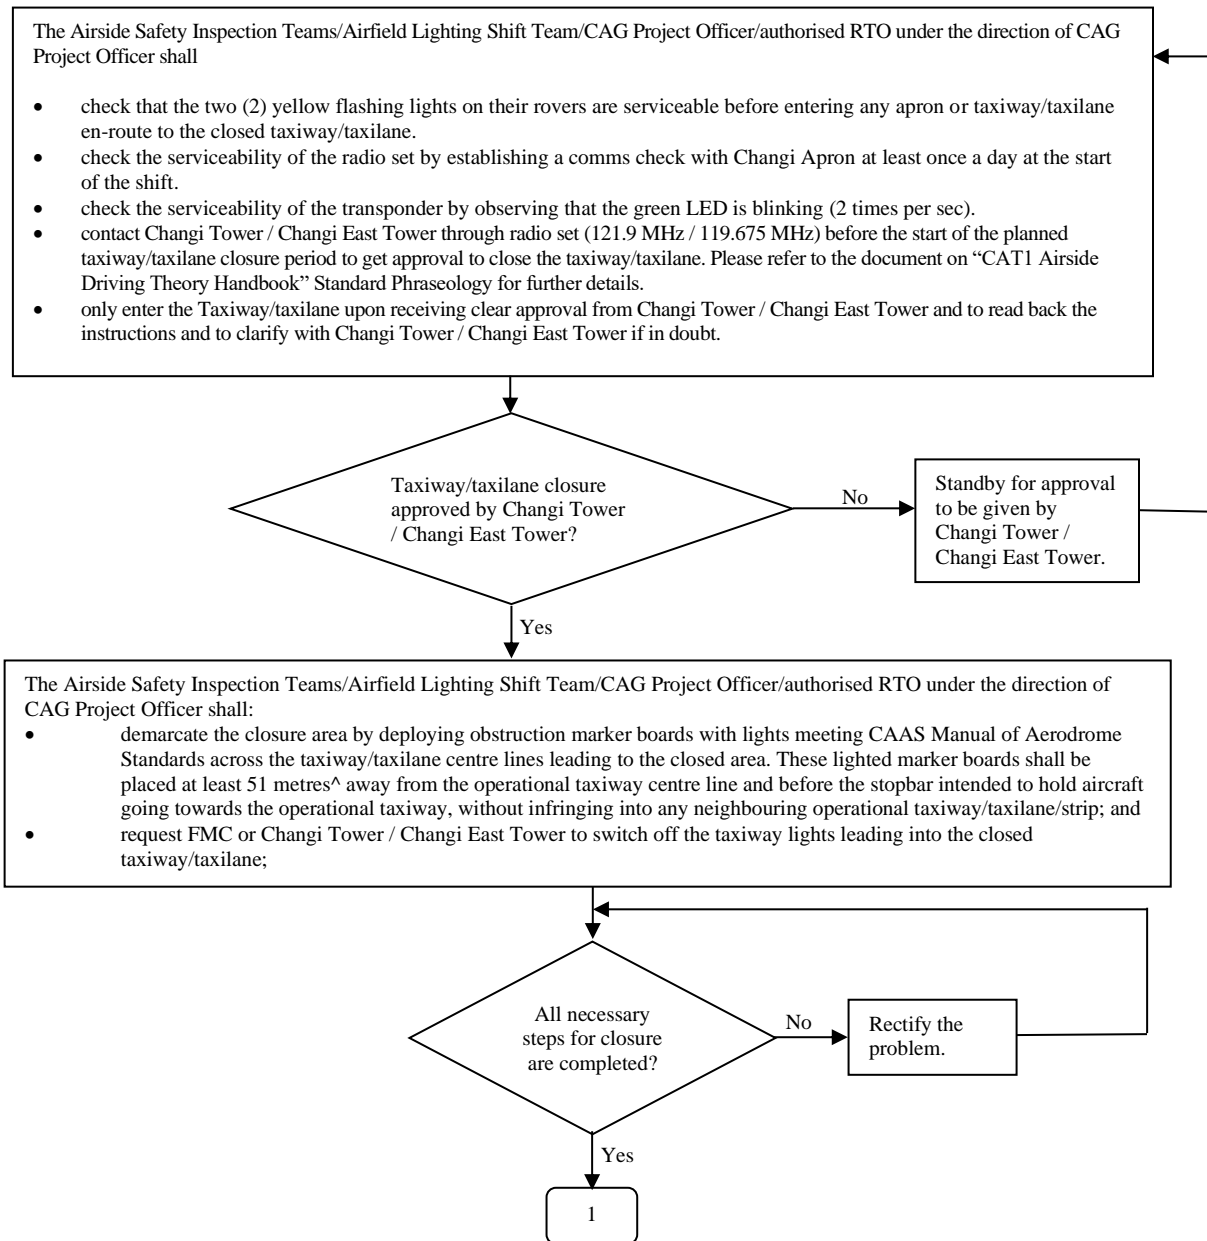 The Airside Safety Inspection Teams/Airfield Lighting Shift Team/CAG Project Officer/authorised RTO under the direction of CAG
Project Officer shall
• check that the two (2) yellow flashing lights on their rovers are serviceable before entering any apron or taxiway/taxilane
en-route to the closed taxiway/taxilane.
• check the serviceability of the radio set by establishing a comms check with Changi Apron at least once a day at the start
of the shift.
• check the serviceability of the transponder by observing that the green LED is blinking (2 times per sec).
• contact Changi Tower / Changi East Tower through radio set (121.9 MHz / 119.675 MHz) before the start of the planned
taxiway/taxilane closure period to get approval to close the taxiway/taxilane. Please refer to the document on “CAT1 Airside
Driving Theory Handbook” Standard Phraseology for further details.
• only enter the Taxiway/taxilane upon receiving clear approval from Changi Tower / Changi East Tower and to read back the
instructions and to clarify with Changi Tower / Changi East Tower if in doubt.
Taxiway/taxilane closure
approved by Changi Tower
/ Changi East Tower?
No
Standby for approval
to be given by
Changi Tower /
Changi East Tower.
Yes
The Airside Safety Inspection Teams/Airfield Lighting Shift Team/CAG Project Officer/authorised RTO under the direction of
CAG Project Officer shall:
• demarcate the closure area by deploying obstruction marker boards with lights meeting CAAS Manual of Aerodrome
Standards across the taxiway/taxilane centre lines leading to the closed area. These lighted marker boards shall be
placed at least 51 metres^ away from the operational taxiway centre line and before the stopbar intended to hold aircraft
going towards the operational taxiway, without infringing into any neighbouring operational taxiway/taxilane/strip; and
• request FMC or Changi Tower / Changi East Tower to switch off the taxiway lights leading into the closed
taxiway/taxilane;
All necessary
steps for closure
are completed?
No
Rectify the
problem.
Yes
1